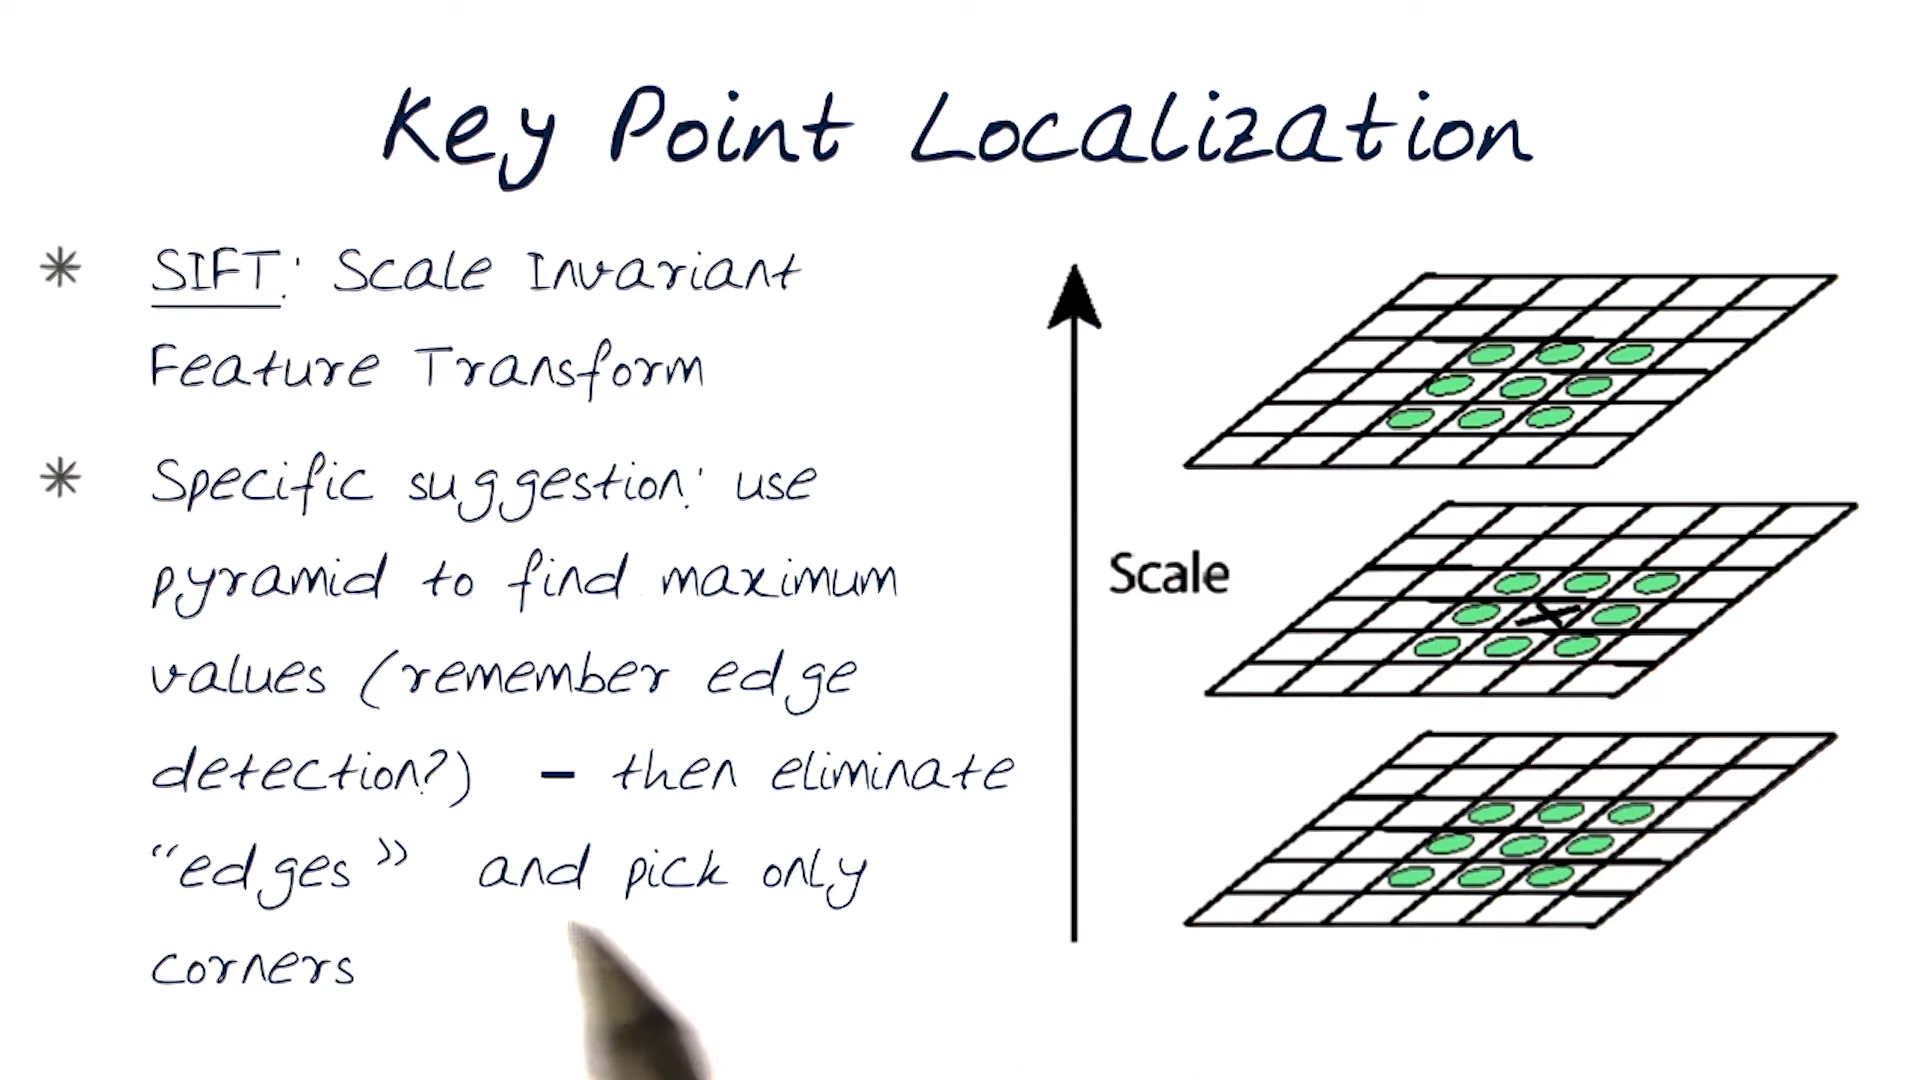 Key Point Localization
* SIFT: Scale Invariant
Feature Transform
* Specific suggestion: use
pyramid to find maximum
values (remember edge
detection?) – then eliminate
"edges" and pick only
corners
Scale